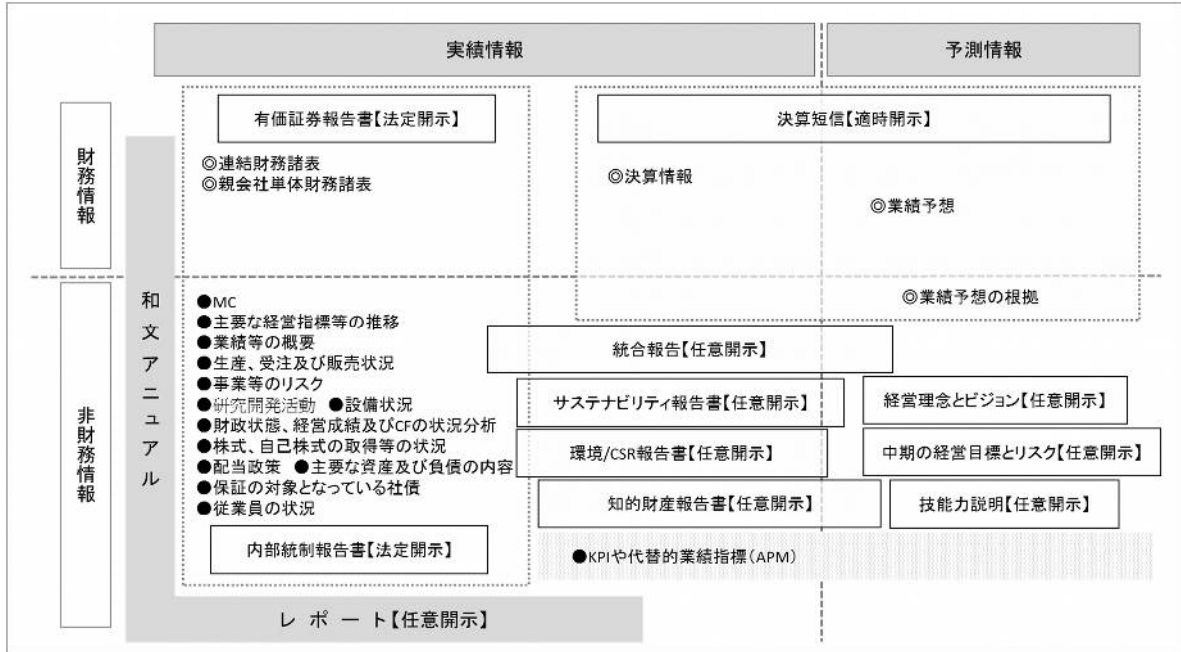 実績情報
予測情報
財務情報
有価証券報告書【法定開示】
◎連結財務諸表
◎親会社単体財務諸表
決算短信【適時開示】
◎決算情報
◎業績予想
◎業績予想の根拠
非財務情報
和文アニュアル
●MC
●主要な経営指標等の推移
●業績等の概要
●生産、受注及び販売状況
●事業等のリスク
●研究開発活動 ●設備状況
●財政状態、経営成績及びCFの状況分析
●株式、自己株式の取得等の状況
●配当政策 ●主要な資産及び負債の内容
●保証の対象となっている社債
●従業員の状況
内部統制報告書【法定開示】
統合報告【任意開示】
サステナビリティ報告書【任意開示】
経営理念とビジョン【任意開示】
環境/CSR報告書【任意開示】
中期の経営目標とリスク【任意開示】
知的財産報告書【任意開示】
技能力説明【任意開示】
●KPIや代替的業績指標(APM)
レポート【任意開示】